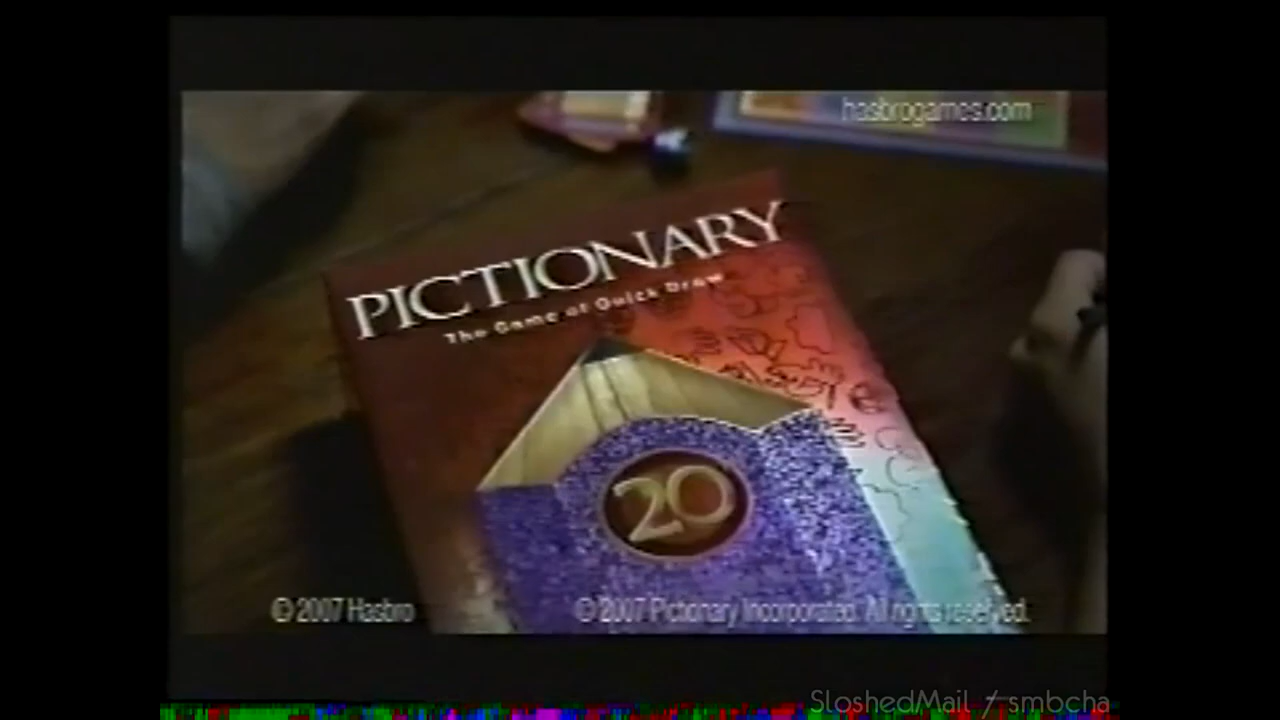 hasbrogames.com
PICTIONARY
The Game of Quick Draw
20
© 2007 Hasbro
© 2007 Pictionary Incorporated. All rights reserved.
SloshedMail / smbcha